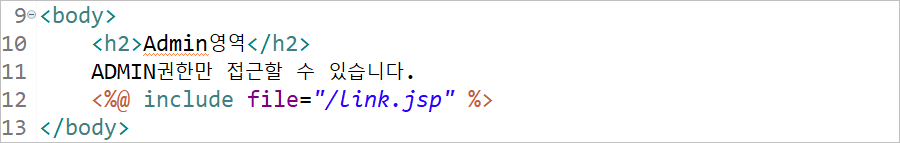 9 <body>
10 <h2>Admin영역</h2>
11 ADMIN권한만 접근할 수 있습니다.
12 <%@ include file="/link.jsp" %>
13 </body>